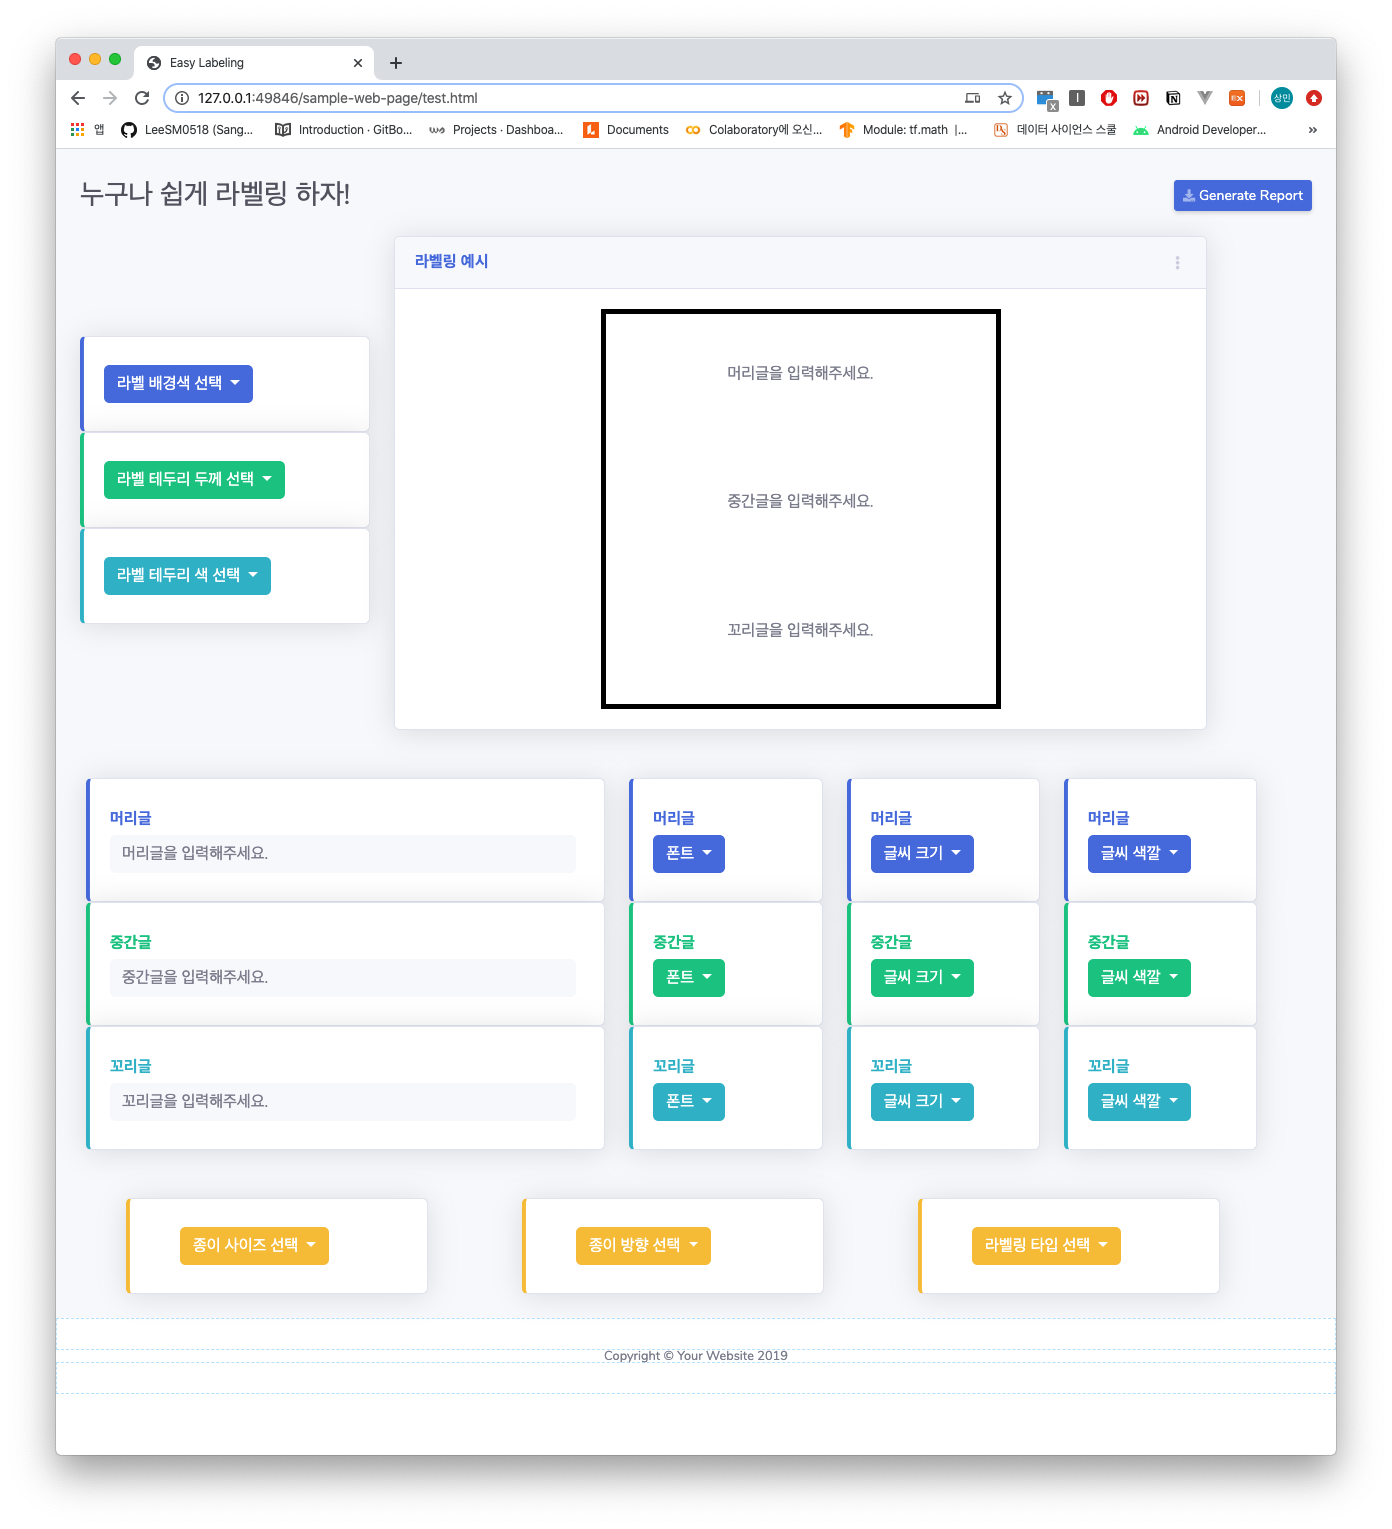 Easy Labeling
127.0.0.1:49846/sample-web-page/test.html
상민
앱 LeeSM0518 (Sang... Introduction · GitBo... Projects · Dashboa... Documents Colaboratory에 오신... Module: tf.math |... 데이터 사이언스 스쿨 Android Developer... »
누구나 쉽게 라벨링 하자!
Generate Report
라벨링 예시
머리글을 입력해주세요.
중간글을 입력해주세요.
꼬리글을 입력해주세요.
라벨 배경색 선택
라벨 테두리 두께 선택
라벨 테두리 색 선택
머리글 머리글 머리글 머리글
머리글을 입력해주세요. 폰트 글씨 크기 글씨 색깔
중간글 중간글 중간글 중간글
중간글을 입력해주세요. 폰트 글씨 크기 글씨 색깔
꼬리글 꼬리글 꼬리글 꼬리글
꼬리글을 입력해주세요. 폰트 글씨 크기 글씨 색깔
종이 사이즈 선택 종이 방향 선택 라벨링 타입 선택
Copyright © Your Website 2019